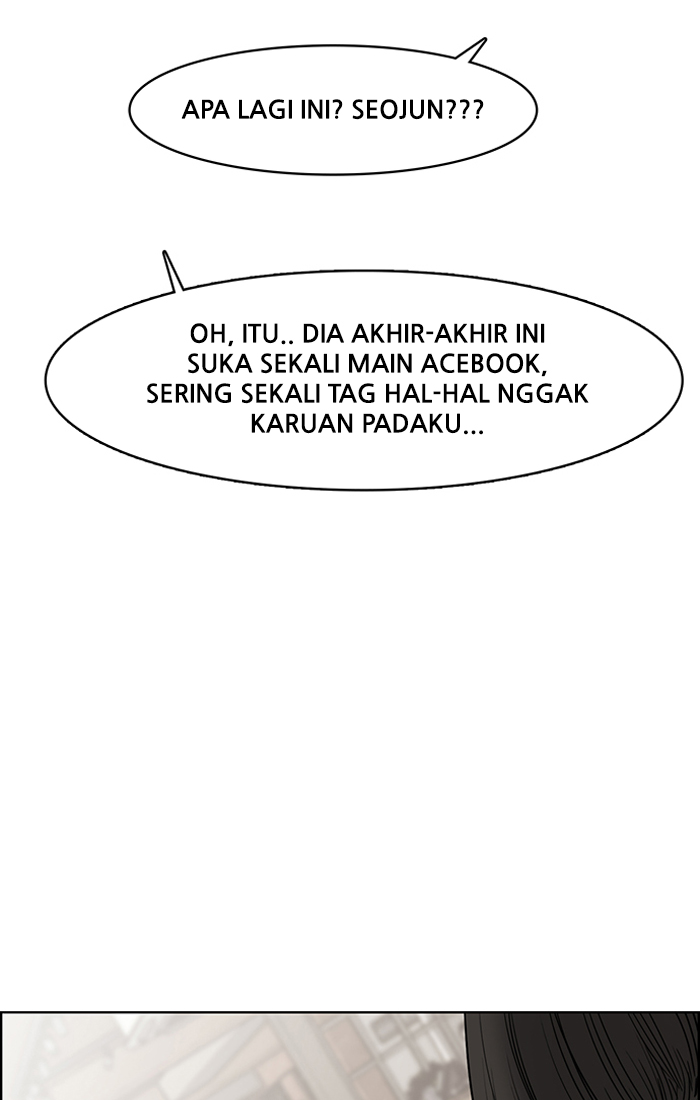 APA LAGI INI? SEOJUN???
OH, ITU.. DIA AKHIR-AKHIR INI
SUKA SEKALI MAIN ACEBOOK,
SERING SEKALI TAG HAL-HAL NGGAK
KARUAN PADAKU...